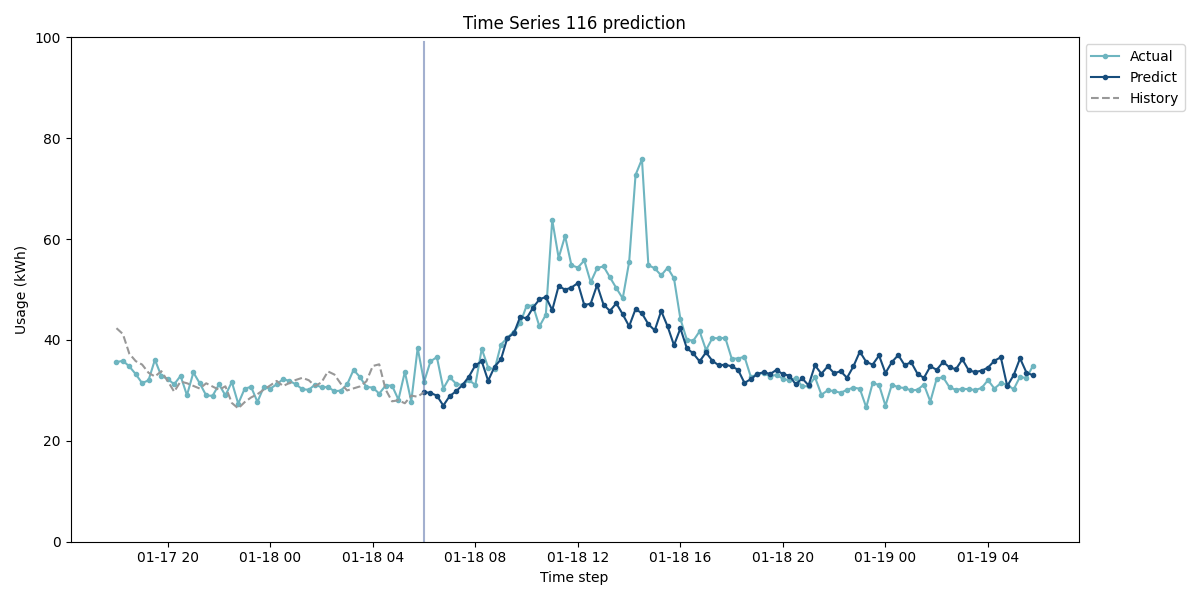 Time Series 116 prediction
100
80
60
40
20
0
Usage (kWh)
01-17 20
01-18 00
01-18 04
01-18 08
01-18 12
01-18 16
01-18 20
01-19 00
01-19 04
Time step
Actual
Predict
History